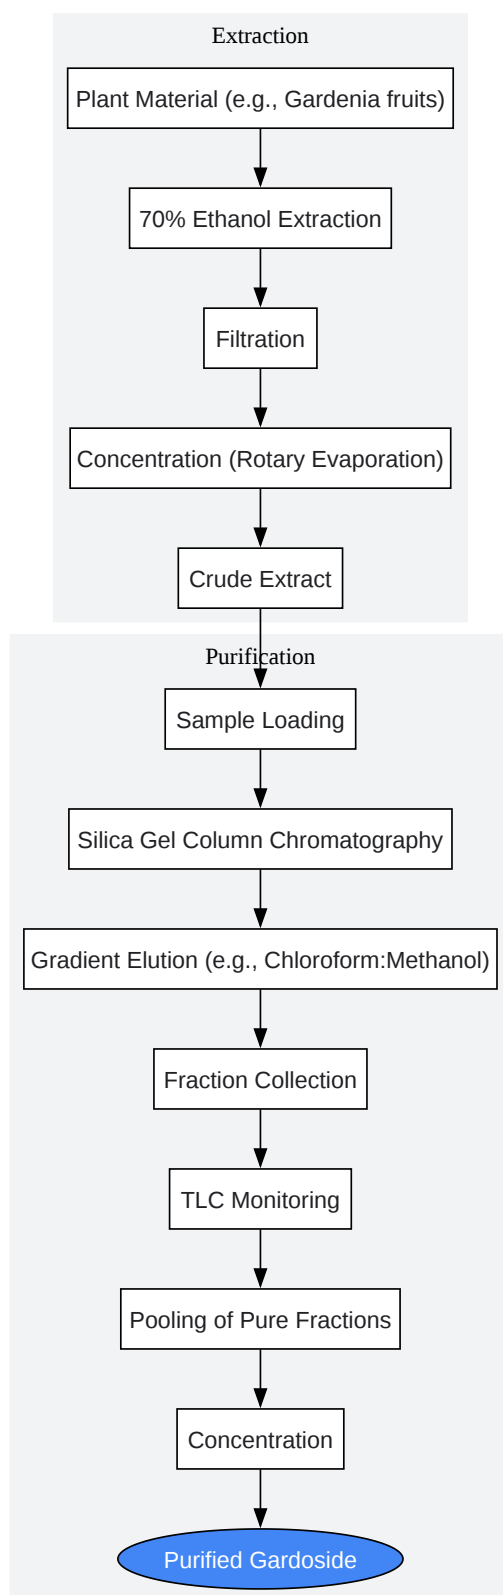 Extraction
Plant Material (e.g., Gardenia fruits)
70% Ethanol Extraction
Filtration
Concentration (Rotary Evaporation)
Crude Extract
Purification
Sample Loading
Silica Gel Column Chromatography
Gradient Elution (e.g., Chloroform:Methanol)
Fraction Collection
TLC Monitoring
Pooling of Pure Fractions
Concentration
Purified Gardoside